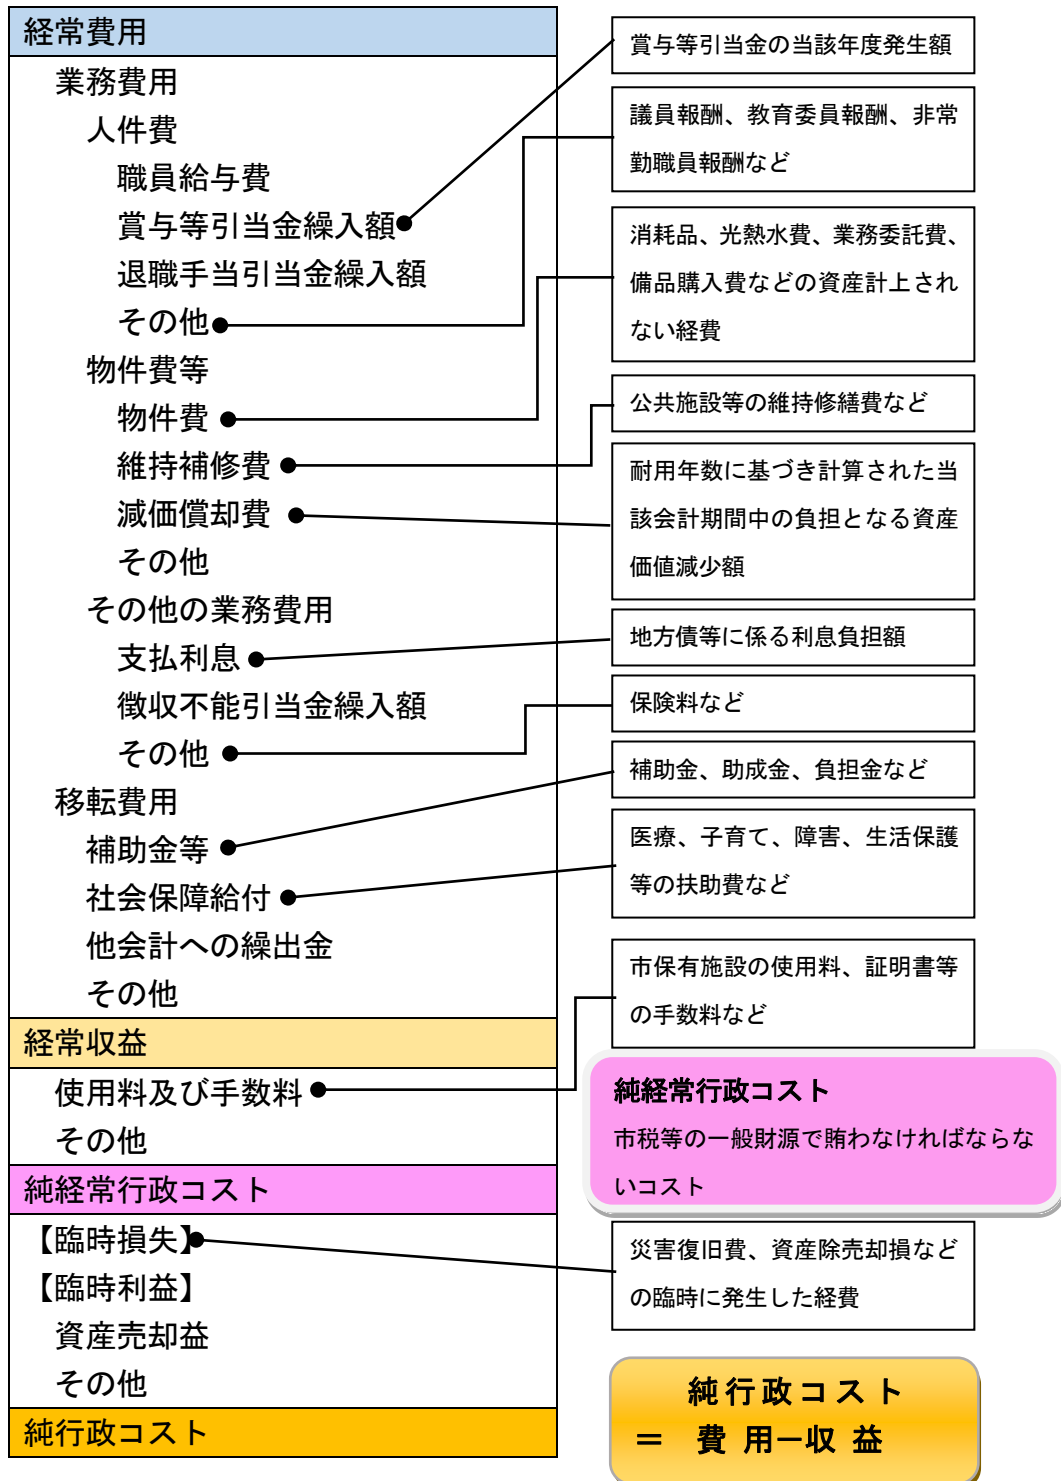 経常費用
業務費用
人件費
職員給与費
賞与等引当金繰入額
退職手当引当金繰入額
その他
物件費等
物件費
維持補修費
減価償却費
その他
その他の業務費用
支払利息
徴収不能引当金繰入額
その他
移転費用
補助金等
社会保障給付
他会計への繰出金
その他
経常収益
使用料及び手数料
その他
純経常行政コスト
【臨時損失】
【臨時利益】
資産売却益
その他
純行政コスト
賞与等引当金の当該年度発生額
議員報酬、教育委員報酬、非常
勤職員報酬など
消耗品、光熱水費、業務委託費、
備品購入費などの資産計上され
ない経費
公共施設等の維持修繕費など
耐用年数に基づき計算された当
該会計期間中の負担となる資産
価値減少額
地方債等に係る利息負担額
保険料など
補助金、助成金、負担金など
医療、子育て、障害、生活保護
等の扶助費など
市保有施設の使用料、証明書等
の手数料など
純経常行政コスト
市税等の一般財源で賄わなければならな
いコスト
災害復旧費、資産除売却損など
の臨時に発生した経費
純行政コスト
＝ 費用－収益